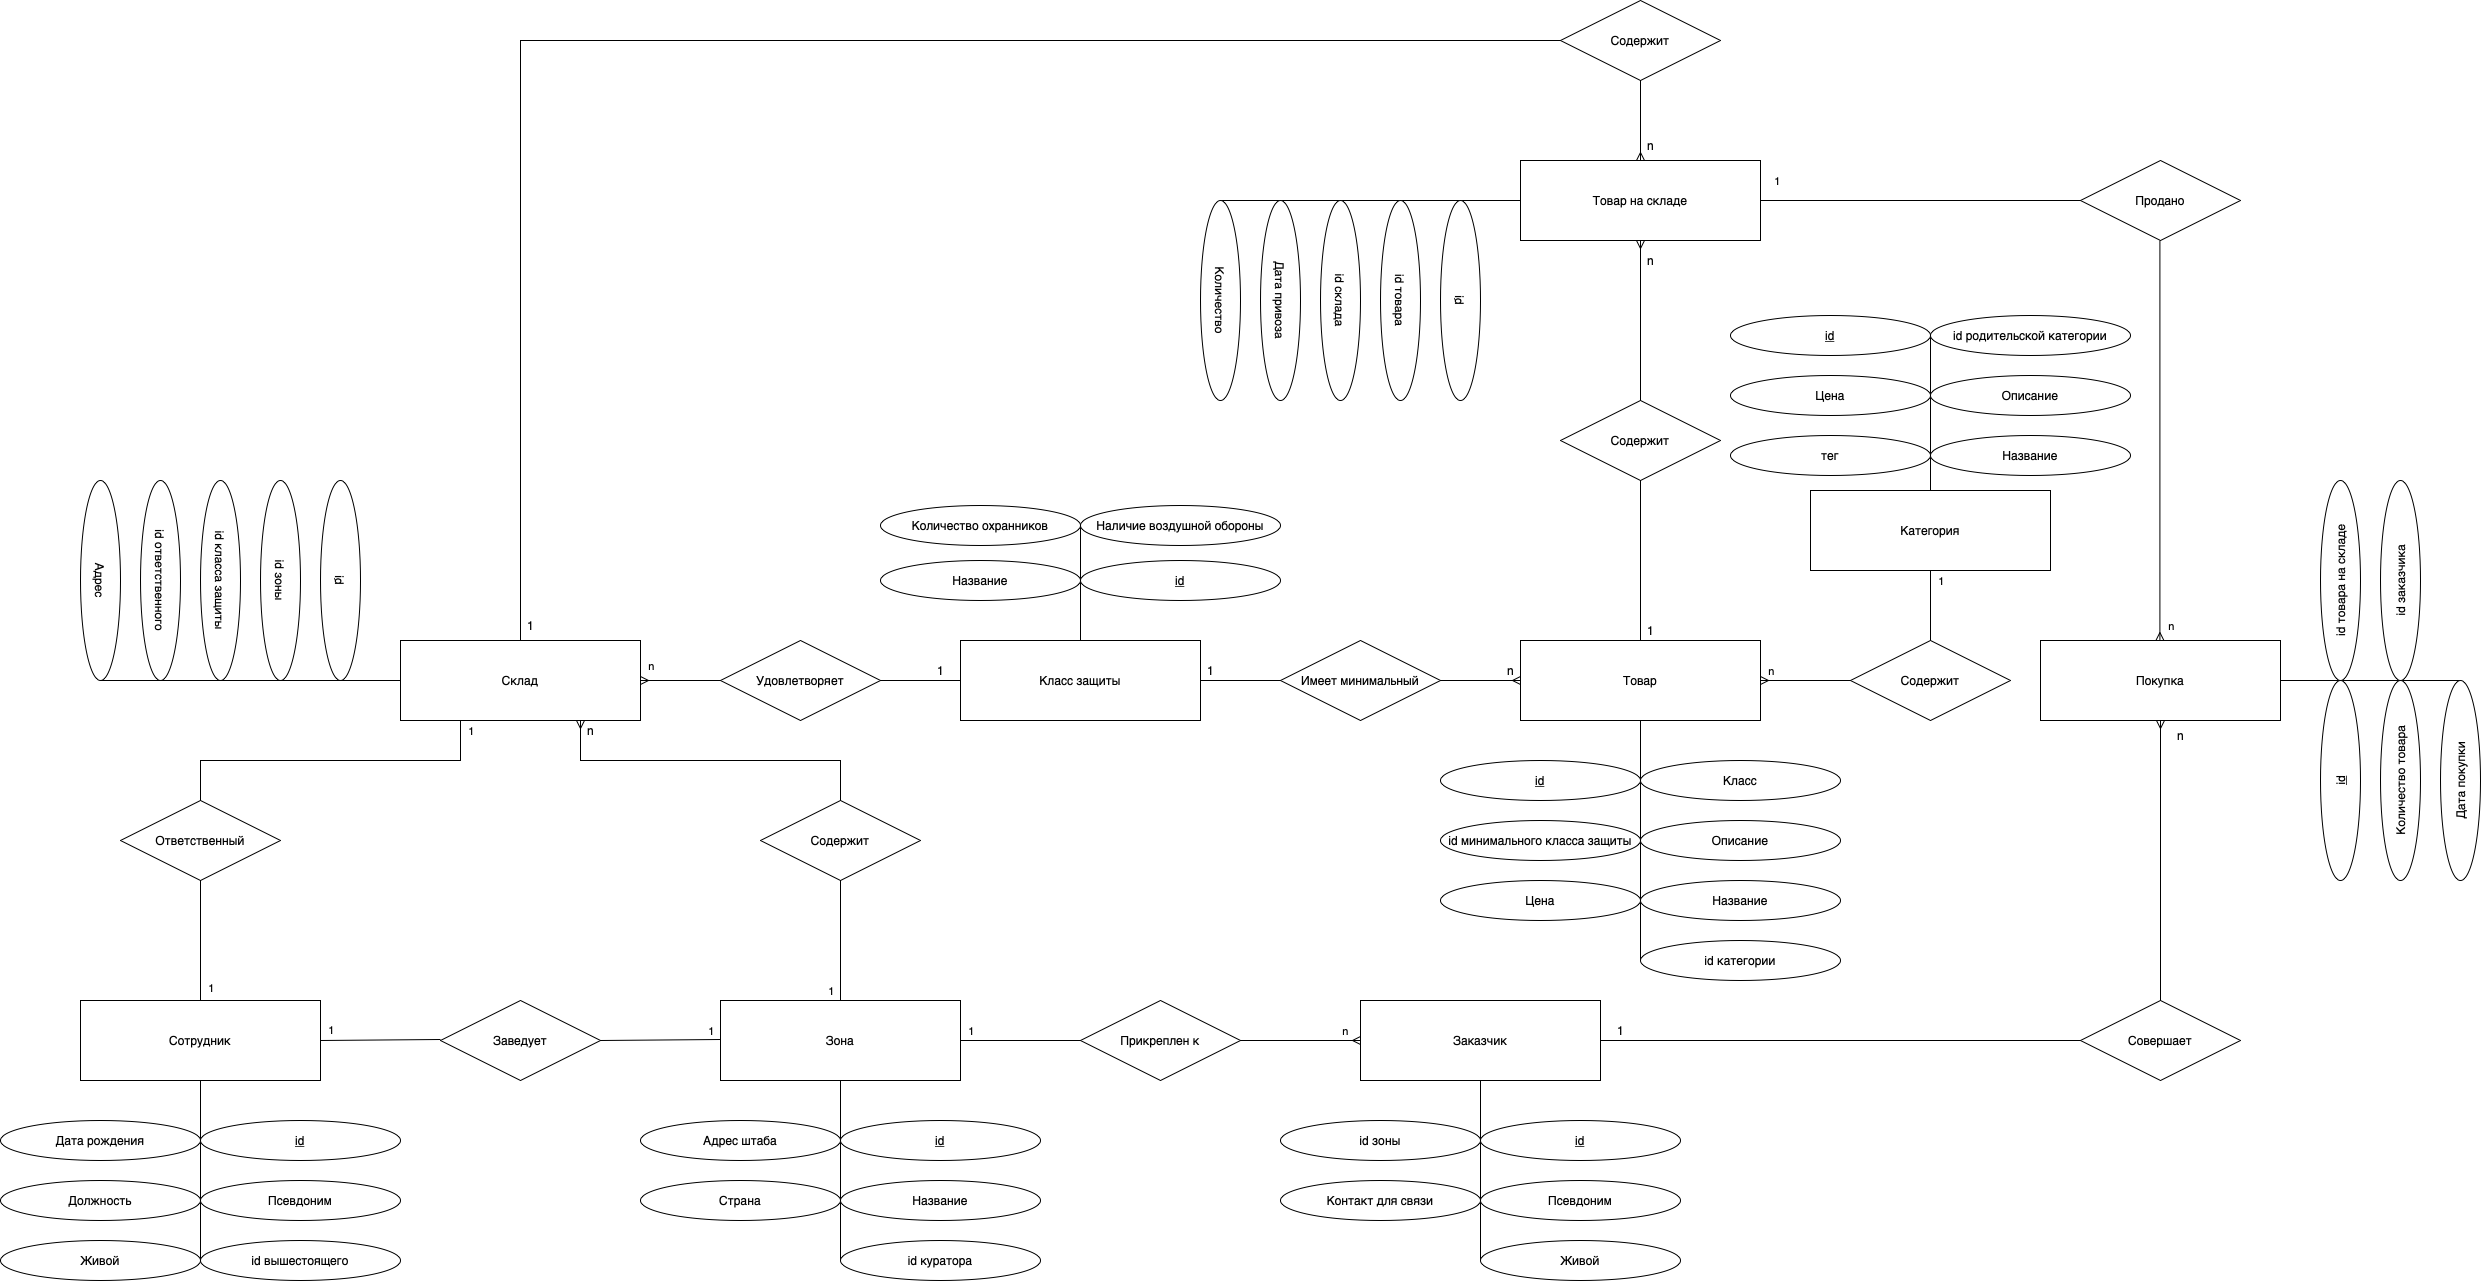 Содержит
n
Товар на складе
1
Продано
Количество
Дата привоза
id склада
id товара
id
n
id
id родительской категории
Цена
Описание
тег
Название
Содержит
Категория
1
Адрес
id ответственного
id класса защиты
id зоны
id
Количество охранников
Наличие воздушной обороны
Название
id
id товара на складе
id заказчика
1
1
n
Склад
n
Удовлетворяет
1
Класс защиты
1
Имеет минимальный
n
Товар
n
Содержит
Покупка
1
n
n
id
Количество товара
Дата покупки
id
Класс
id минимального класса защиты
Описание
Цена
Название
id категории
Ответственный
Содержит
1
1
Сотрудник
1
Заведует
1
Зона
1
Прикреплен к
n
Заказчик
1
Совершает
Дата рождения
id
Должность
Псевдоним
Живой
id вышестоящего
Адрес штаба
id
Страна
Название
id куратора
id зоны
id
Контакт для связи
Псевдоним
Живой